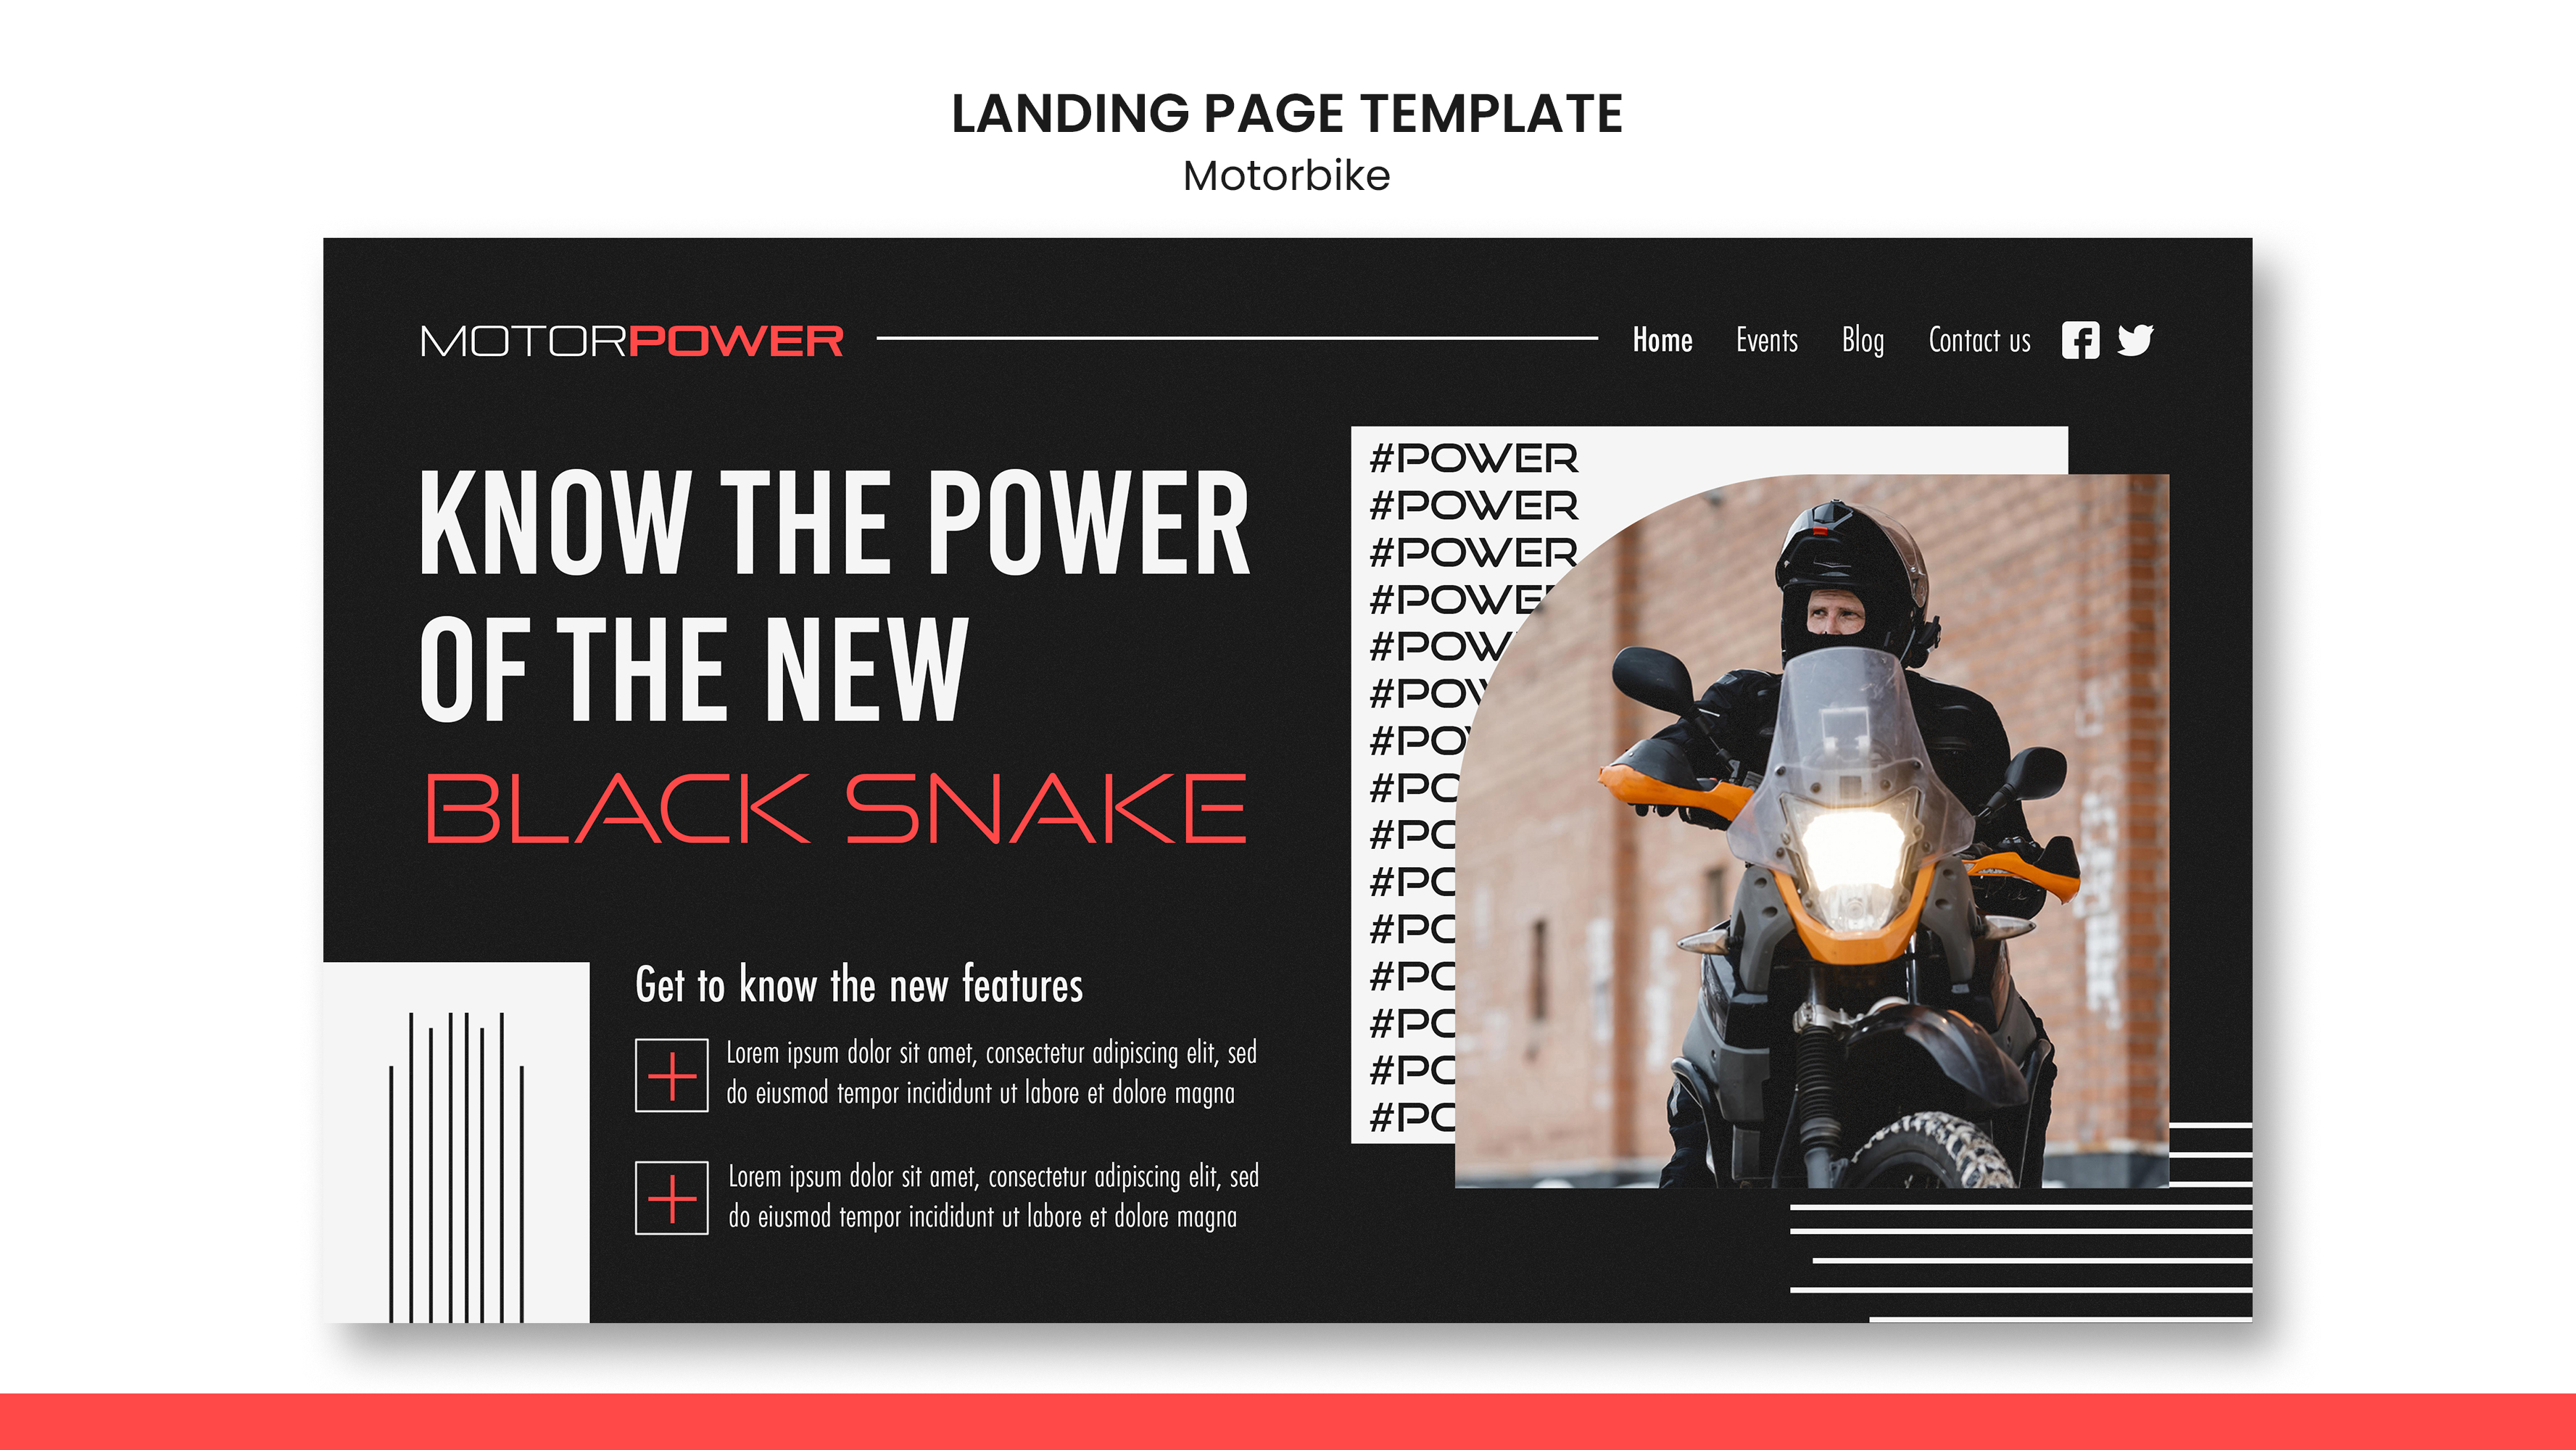 LANDING PAGE TEMPLATE
Motorbike
MOTORPOWER
Home Events Blog Contact us
KNOW THE POWER
OF THE NEW
BLACK SNAKE
Get to know the new features
Lorem ipsum dolor sit amet, consectetur adipiscing elit, sed
do eiusmod tempor incididunt ut labore et dolore magna
Lorem ipsum dolor sit amet, consectetur adipiscing elit, sed
do eiusmod tempor incididunt ut labore et dolore magna
#POWER
#POWER
#POWER
#POWE
#POW
#POW
#PO
#PO
#PO
#PO
#PO
#PO
#PO
#PO
#PO